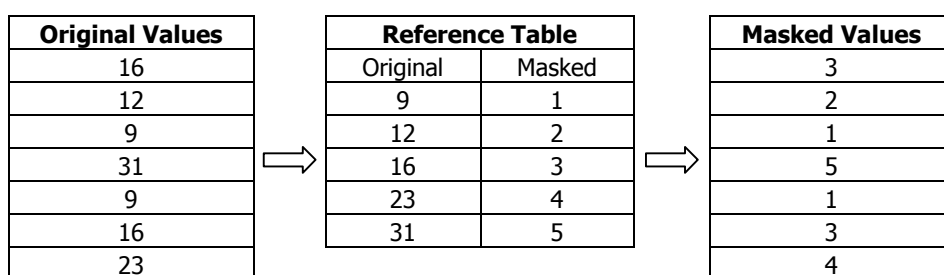 Original Values Reference Table Masked Values
16 Original Masked 3
12 9 1 2
9 12 2 1
31 16 3 5
9 23 4 1
16 31 5 3
23 4